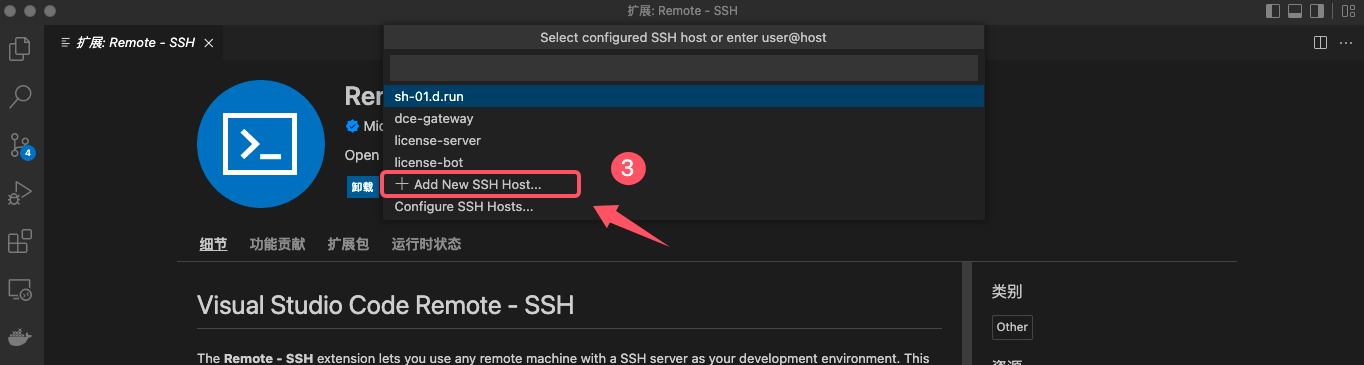 扩展: Remote - SSH
扩展: Remote - SSH
Select configured SSH host or enter user@host
sh-01.d.run
dce-gateway
license-server
license-bot
Add New SSH Host...
3
Configure SSH Hosts...
Open
卸载
4
细节 功能贡献 扩展包 运行时状态
Visual Studio Code Remote - SSH
The Remote - SSH extension lets you use any remote machine with a SSH server as your development environment. This
类别
Other